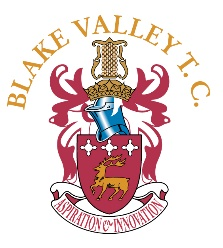 BLAKE VALLEY T. C.
ASPIRATION & INNOVATION